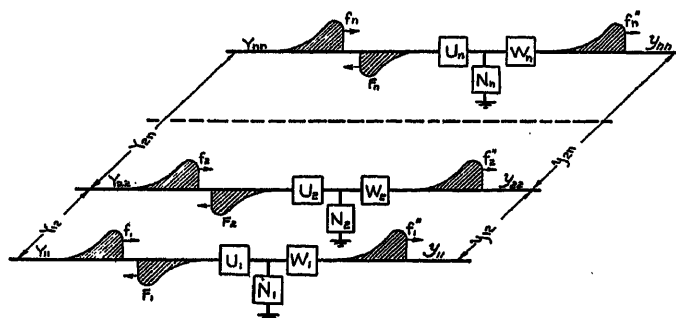 Ynn fn Un Wn fn" ynn
Fn Nn
Y2n y2n
Y22 f2 U2 W2 f2" y22
F2 N2
Y12 y12
Y11 f1 U1 W1 f1" y11
F1 N1